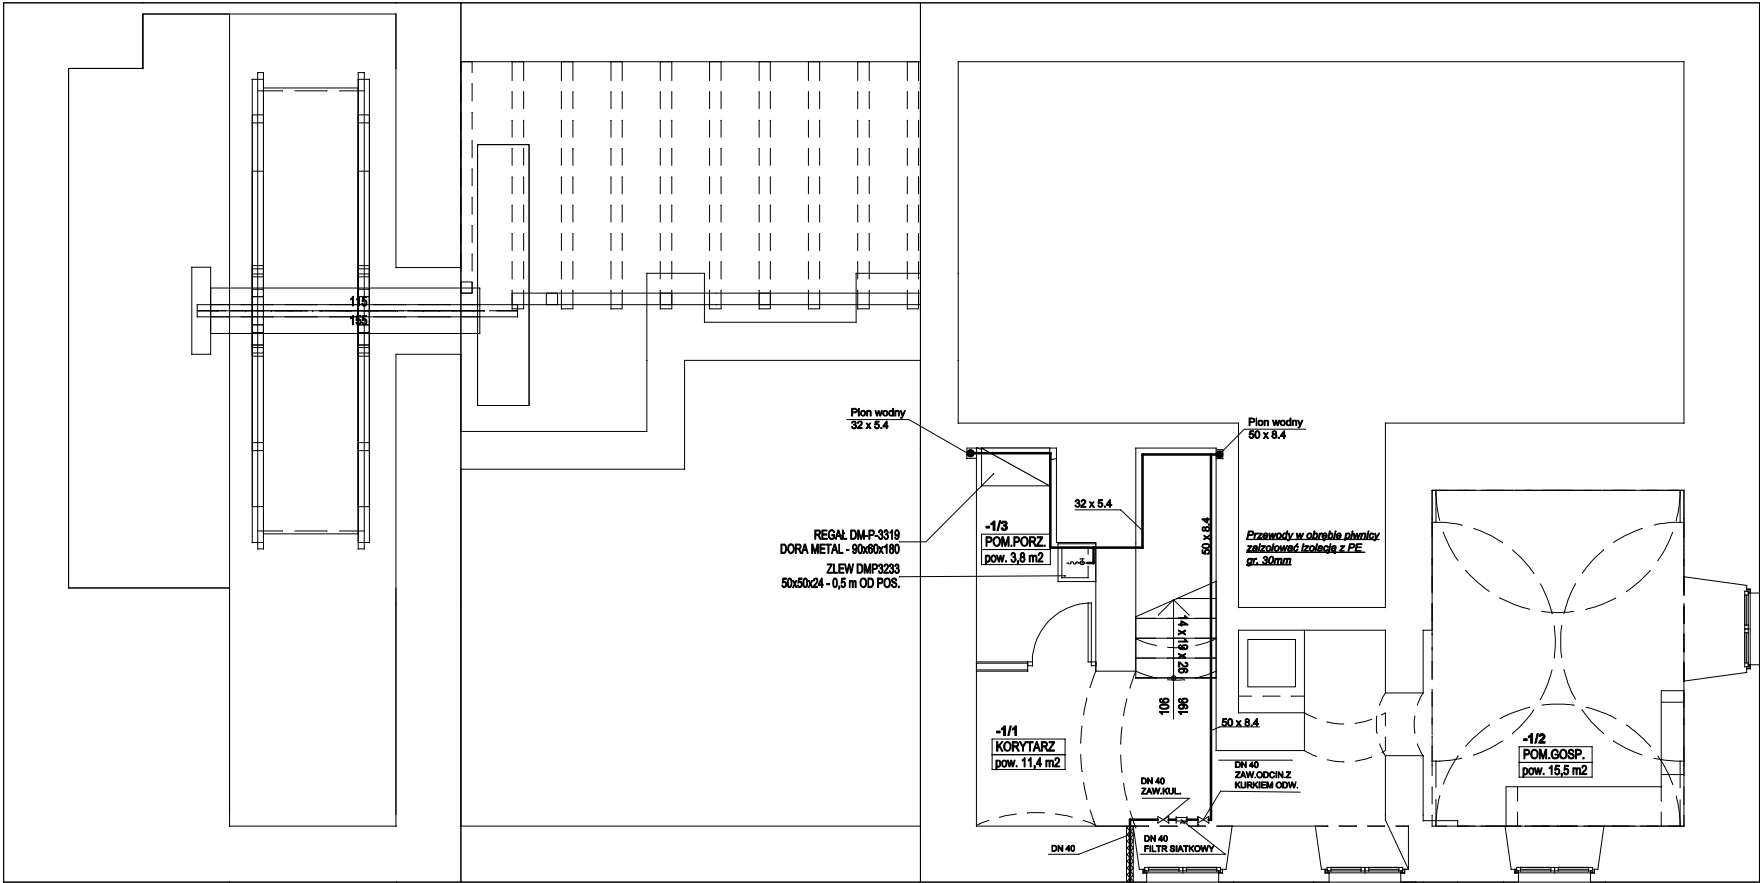 115
155
Pion wodny
32 x 5.4
Pion wodny
50 x 8.4
32 x 5.4
50 x 8.4
-1/3
POM.PORZ.
pow. 3,8 m2
REGAŁ DM-P-3319
DORA METAL - 90x60x180
ZLEW DMP3233
50x50x24 - 0,5 m OD POS.
Przewody w obrębie piwnicy
zaizolować izolacją z PE
gr. 30mm
14 x 19 x 26
106
196
50 x 8.4
-1/1
KORYTARZ
pow. 11,4 m2
-1/2
POM.GOSP.
pow. 15,5 m2
DN 40
ZAW.KUL.
DN 40
ZAW.ODCIN.Z
KURKIEM ODW.
DN 40
DN 40
FILTR SIATKOWY